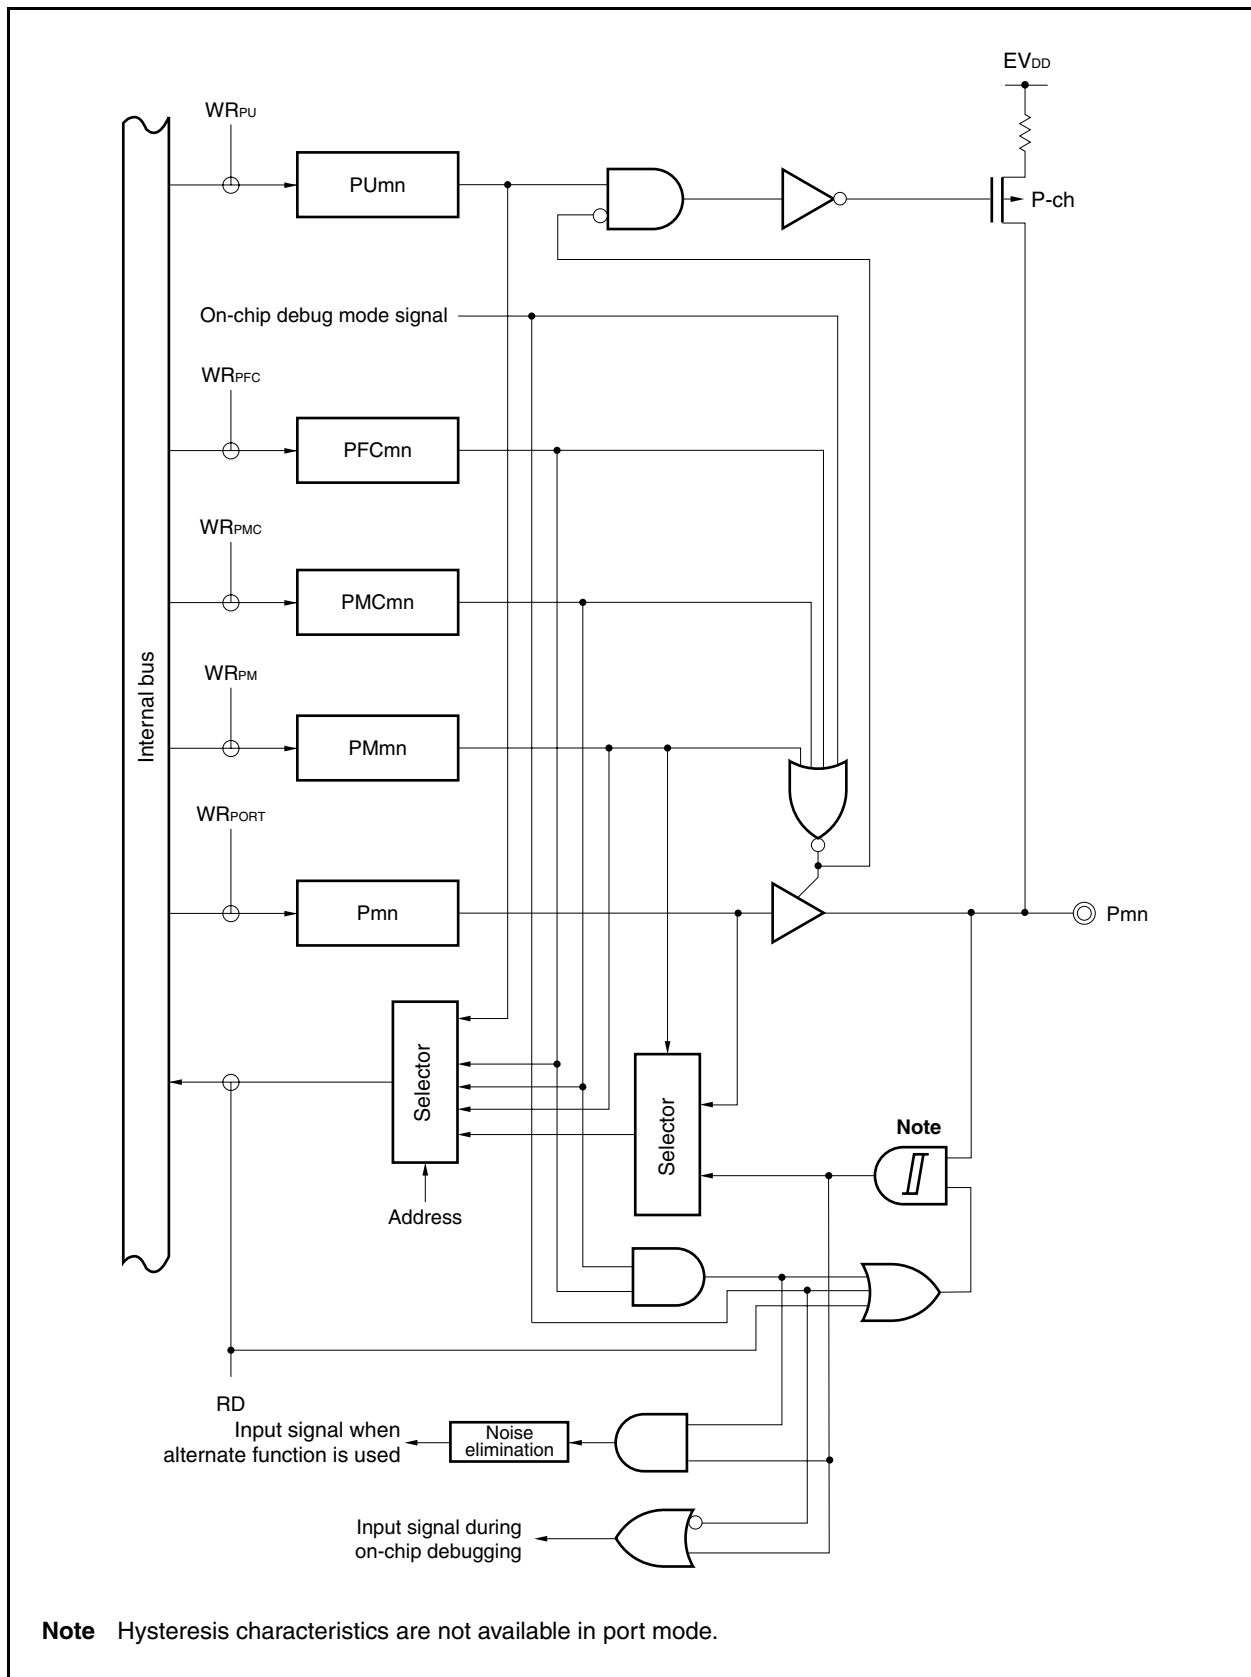 EVDD
WRPU
PUmn
P-ch
On-chip debug mode signal
WRPFC
PFCmn
WRPMC
PMCmn
Internal bus
WRPM
PMmn
WRPORT
Pmn
Pmn
Selector
Selector
Note
Address
RD
Input signal when
alternate function is used
Noise
elimination
Input signal during
on-chip debugging
Note Hysteresis characteristics are not available in port mode.